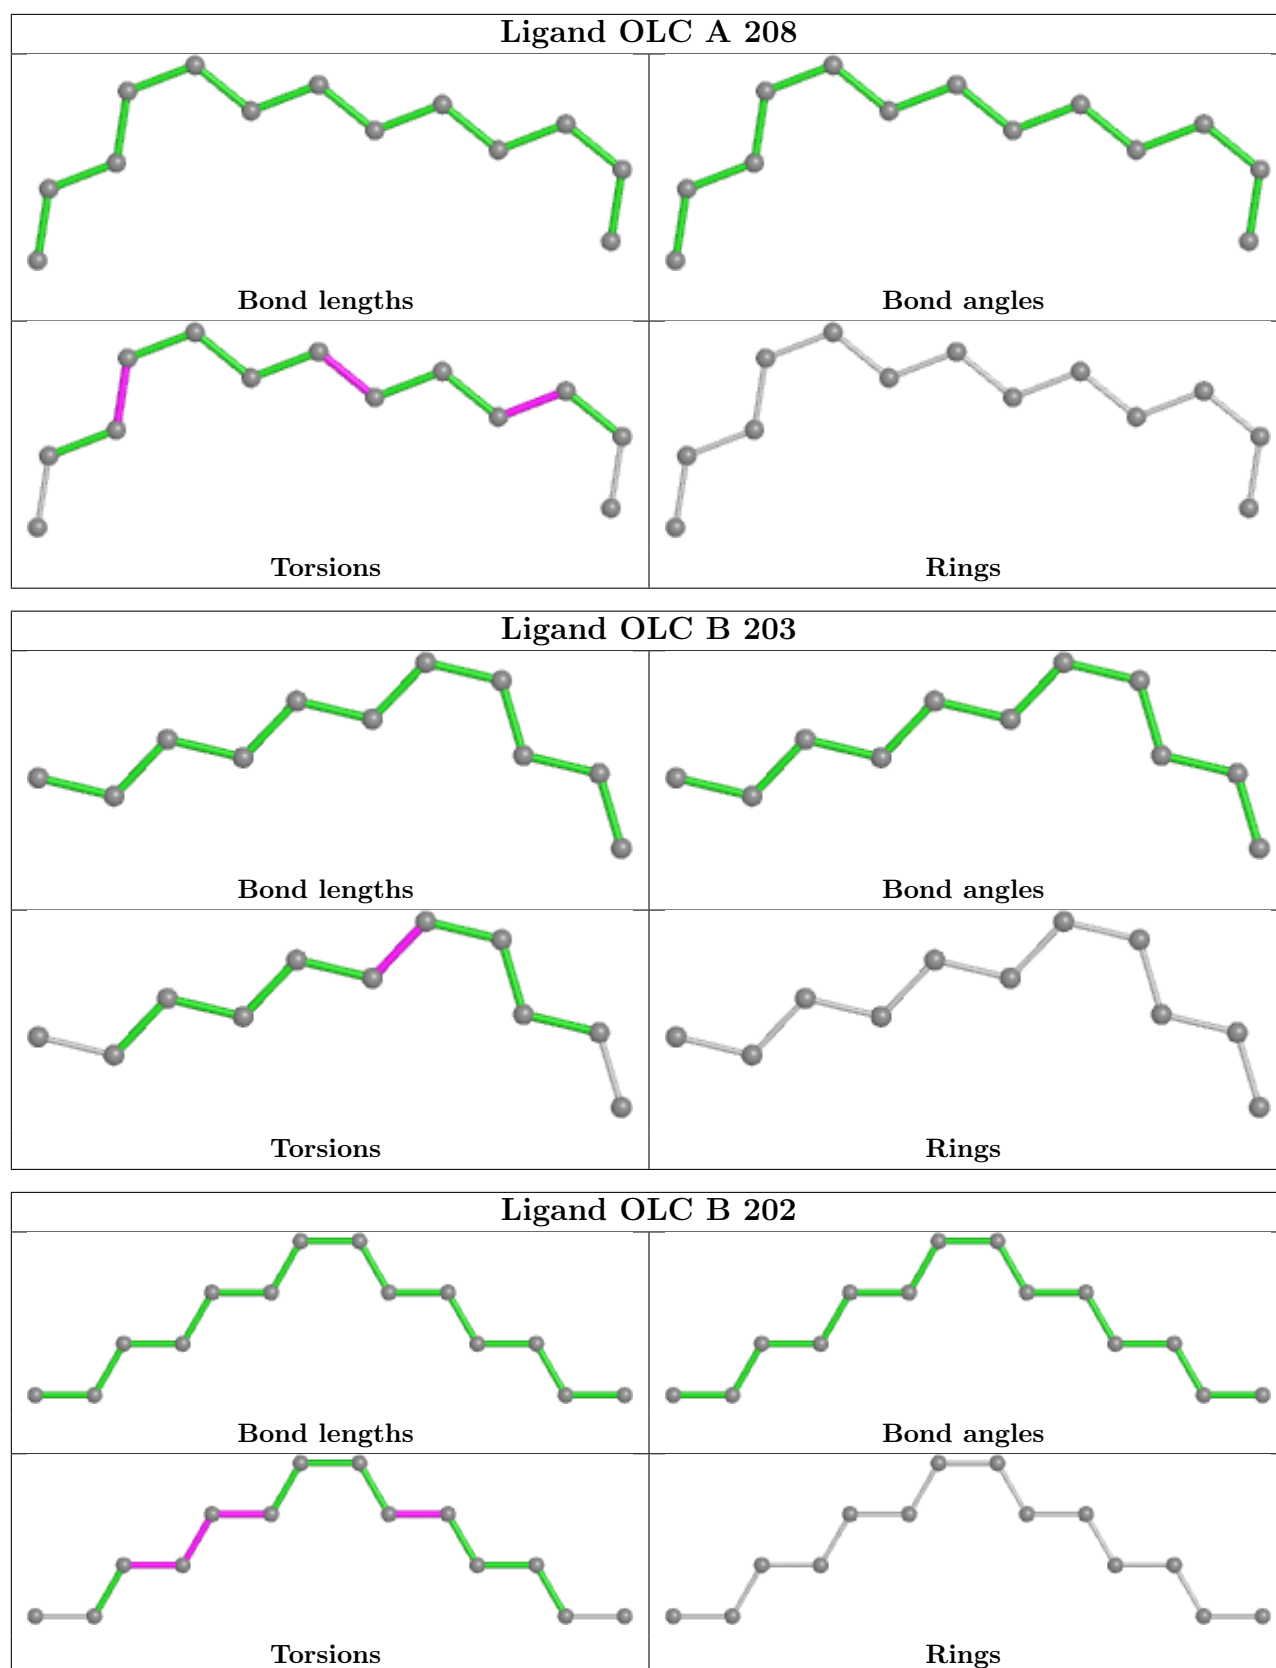 Ligand OLC A 208
Bond lengths
Bond angles
Torsions
Rings
Ligand OLC B 203
Bond lengths
Bond angles
Torsions
Rings
Ligand OLC B 202
Bond lengths
Bond angles
Torsions
Rings